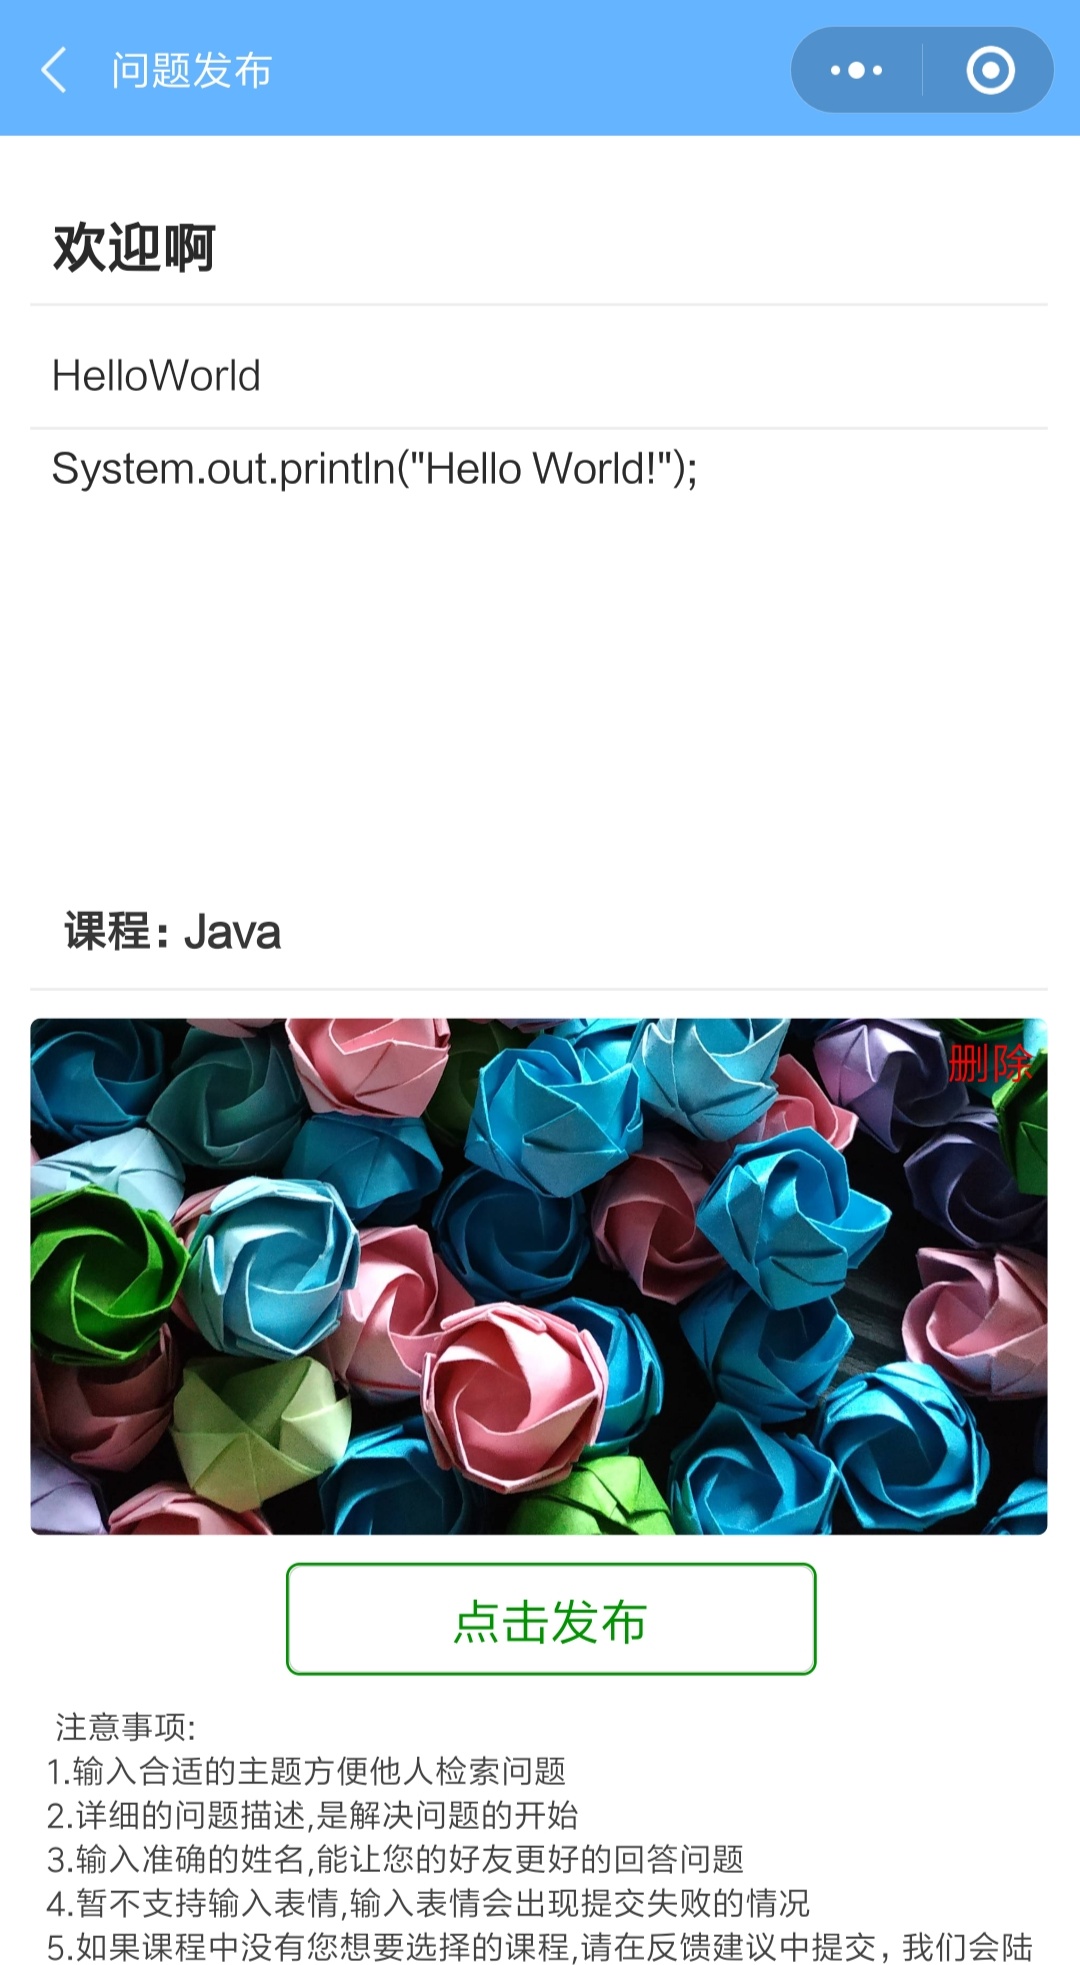 问题发布
欢迎啊
HelloWorld
System.out.println("Hello World!");
课程：Java
删除
点击发布
注意事项:
1.输入合适的主题方便他人检索问题
2.详细的问题描述,是解决问题的开始
3.输入准确的姓名,能让您的好友更好的回答问题
4.暂不支持输入表情,输入表情会出现提交失败的情况
5.如果课程中没有您想要选择的课程,请在反馈建议中提交，我们会陆